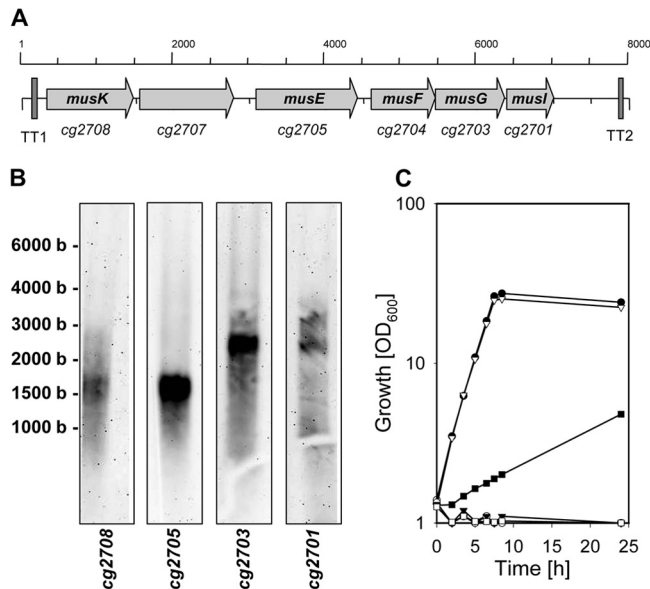 A
1 2000 4000 6000 8000
musK musE musF musG musI
TT1 cg2708 cg2707 cg2705 cg2704 cg2703 cg2701 TT2
B
6000 b -
4000 b -
3000 b -
2000 b -
1500 b -
1000 b -
cg2708 cg2705 cg2703 cg2701
C
100
10
1
Growth [OD600]
0 5 10 15 20 25
Time [h]